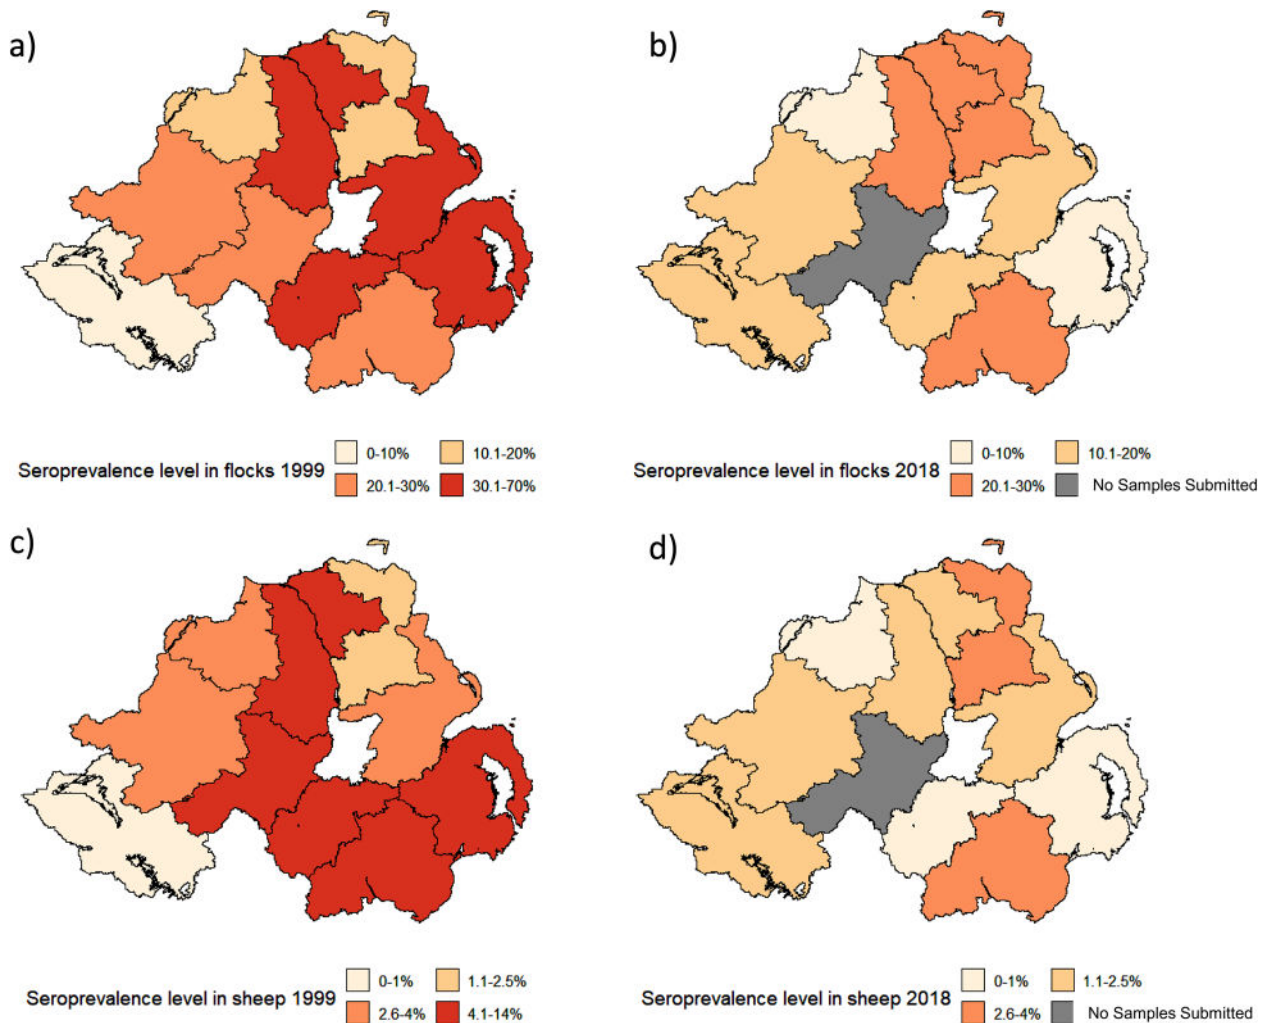 a)
b)
Seroprevalence level in flocks 1999
0-10%
10.1-20%
20.1-30%
30.1-70%
Seroprevalence level in flocks 2018
0-10%
10.1-20%
20.1-30%
No Samples Submitted
c)
d)
Seroprevalence level in sheep 1999
0-1%
1.1-2.5%
2.6-4%
4.1-14%
Seroprevalence level in sheep 2018
0-1%
1.1-2.5%
2.6-4%
No Samples Submitted